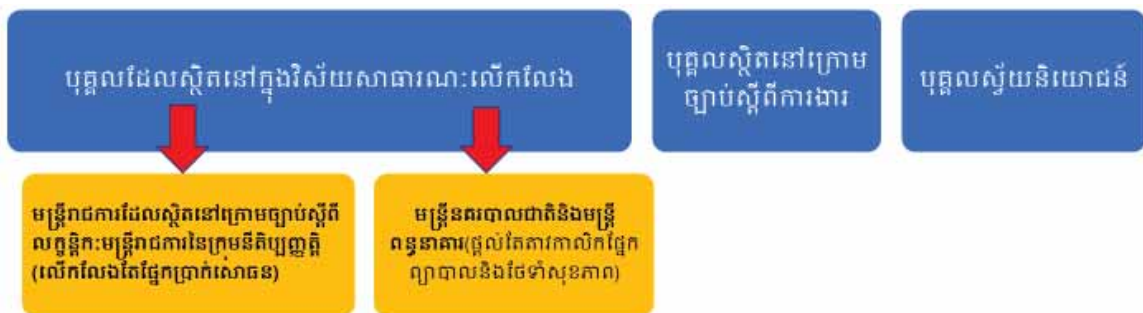 បុគ្គលដែលស្ថិតនៅក្នុងវិស័យសាធារណៈលើកលែង
បុគ្គលស្ថិតនៅក្រោម
ច្បាប់ស្តីពីការងារ
បុគ្គលស្វ័យនិយោជន៍
មន្ត្រីរាជការដែលស្ថិតនៅក្រោមច្បាប់ស្តីពី
លក្ខន្តិកៈមន្ត្រីរាជការនៃក្រមនីតិប្បញ្ញត្តិ
(លើកលែងតែផ្នែកប្រាក់សោធន)
មន្ត្រីនគរបាលជាតិនិងមន្ត្រី
ពន្ធនាគារ(ផ្តល់តែតាវកាលិកផ្នែក
ព្យាបាលនិងថែទាំសុខភាព)